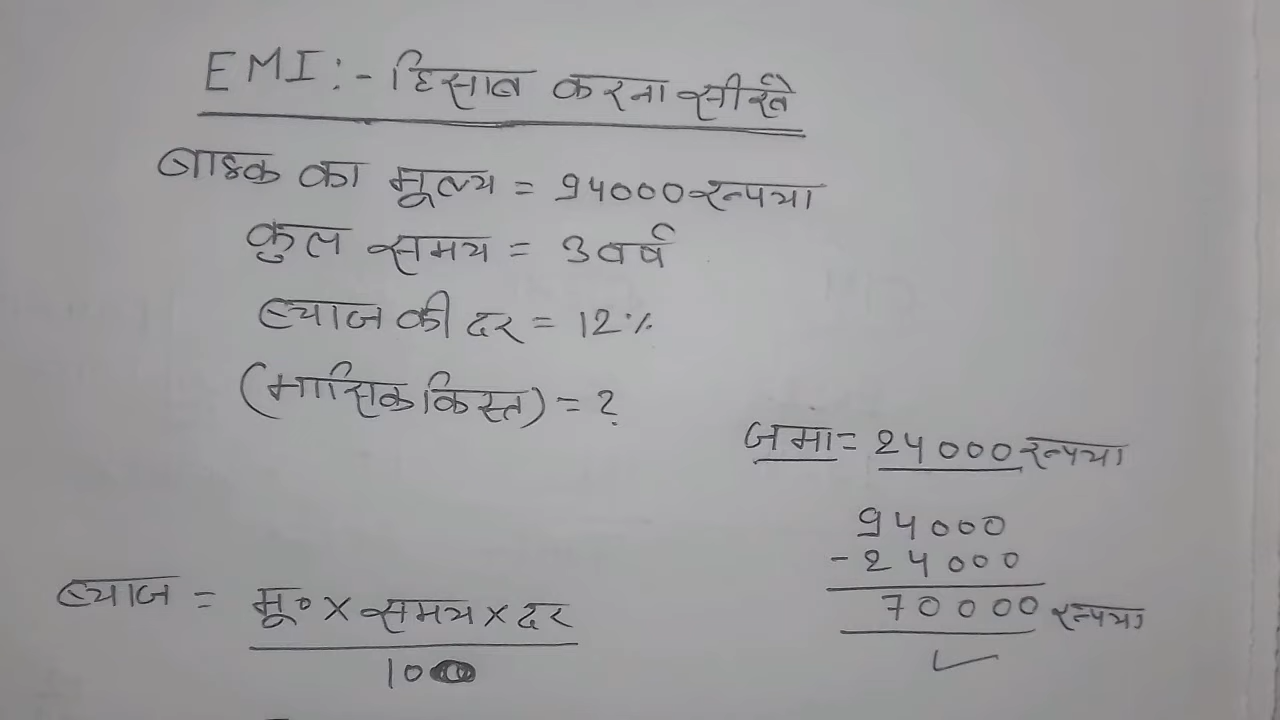 EMI:- हिसाब करना सीखें
बाइक का मूल्य = 94000 रूपया
कुल समय = 3 वर्ष
ब्याज की दर = 12%
(मासिक किस्त) = ?
जमा = 24000 रूपया
94000
- 24000
70000 रूपया
ब्याज = मू० × समय × दर
100